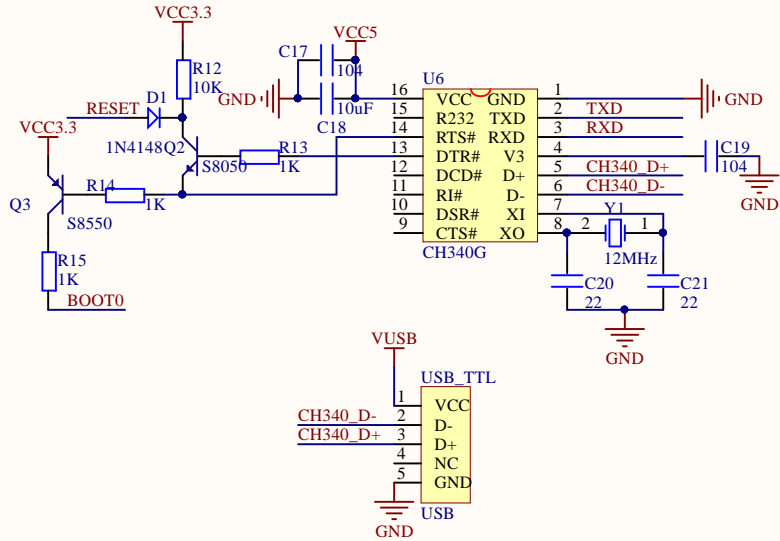 VCC3.3
C17
VCC5
R12
104
U6
10K
GND
16
VCC
GND
1
GND
D1
10uF
15
R232
TXD
2
TXD
RESET
C18
14
RTS#
RXD
3
RXD
VCC3.3
1N4148
Q2
R13
13
DTR#
V3
4
C19
S8050
1K
12
DCD#
D+
5
CH340_D+
104
R14
11
RI#
D-
6
CH340_D-
Q3
1K
10
DSR#
XI
7
Y1
GND
S8550
9
CTS#
XO
8
2
1
CH340G
12MHz
R15
1K
C20
C21
BOOT0
22
22
GND
VUSB
USB_TTL
1
VCC
CH340_D-
2
D-
CH340_D+
3
D+
4
NC
5
GND
USB
GND